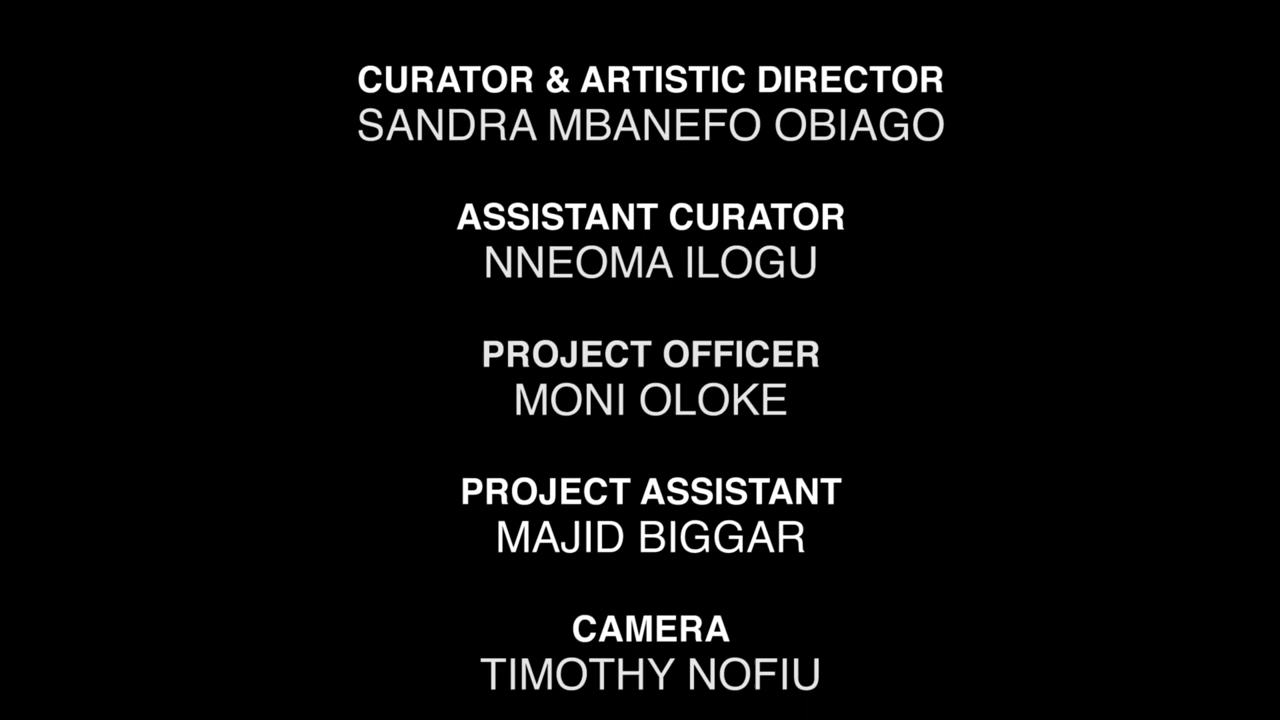 CURATOR & ARTISTIC DIRECTOR
SANDRA MBANEFO OBIAGO
ASSISTANT CURATOR
NNEOMA ILOGU
PROJECT OFFICER
MONI OLOKE
PROJECT ASSISTANT
MAJID BIGGAR
CAMERA
TIMOTHY NOFIU